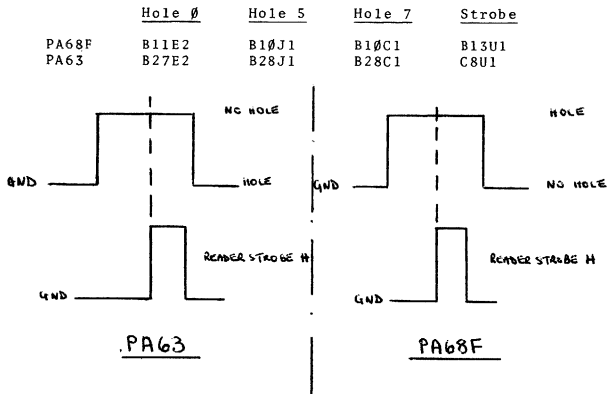 Hole Ø Hole 5 Hole 7 Strobe
PA68F B11E2 B1ØJ1 B1ØC1 B13U1
PA63 B27E2 B28J1 B28C1 C8U1
NO HOLE
HOLE
GND HOLE
GND NO HOLE
READER STROBE H
READER STROBE H
GND
GND
.PA63
PA68F